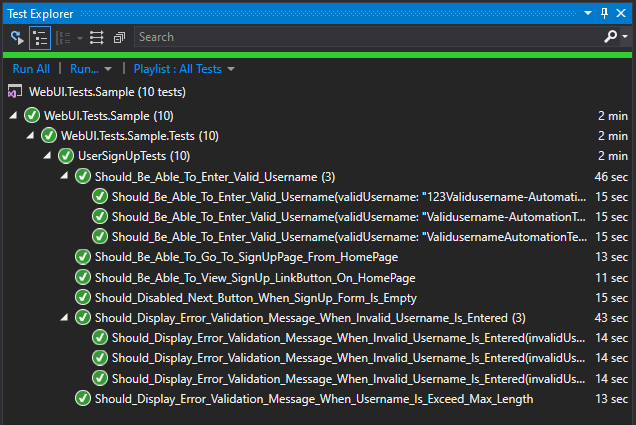 Test Explorer
Search
Run All | Run... | Playlist : All Tests
WebUI.Tests.Sample (10 tests)
WebUI.Tests.Sample (10) 2 min
WebUI.Tests.Sample.Tests (10) 2 min
UserSignUpTests (10) 2 min
Should_Be_Able_To_Enter_Valid_Username (3) 46 sec
Should_Be_Able_To_Enter_Valid_Username(validUsername: "123Validusername-Automati... 15 sec
Should_Be_Able_To_Enter_Valid_Username(validUsername: "Validusername-AutomationT... 15 sec
Should_Be_Able_To_Enter_Valid_Username(validUsername: "ValidusernameAutomationTe... 15 sec
Should_Be_Able_To_Go_To_SignUpPage_From_HomePage 13 sec
Should_Be_Able_To_View_SignUp_LinkButton_On_HomePage 11 sec
Should_Disabled_Next_Button_When_SignUp_Form_Is_Empty 15 sec
Should_Display_Error_Validation_Message_When_Invalid_Username_Is_Entered (3) 43 sec
Should_Display_Error_Validation_Message_When_Invalid_Username_Is_Entered(invalidUs... 14 sec
Should_Display_Error_Validation_Message_When_Invalid_Username_Is_Entered(invalidUs... 14 sec
Should_Display_Error_Validation_Message_When_Invalid_Username_Is_Entered(invalidUs... 14 sec
Should_Display_Error_Validation_Message_When_Username_Is_Exceed_Max_Length 13 sec